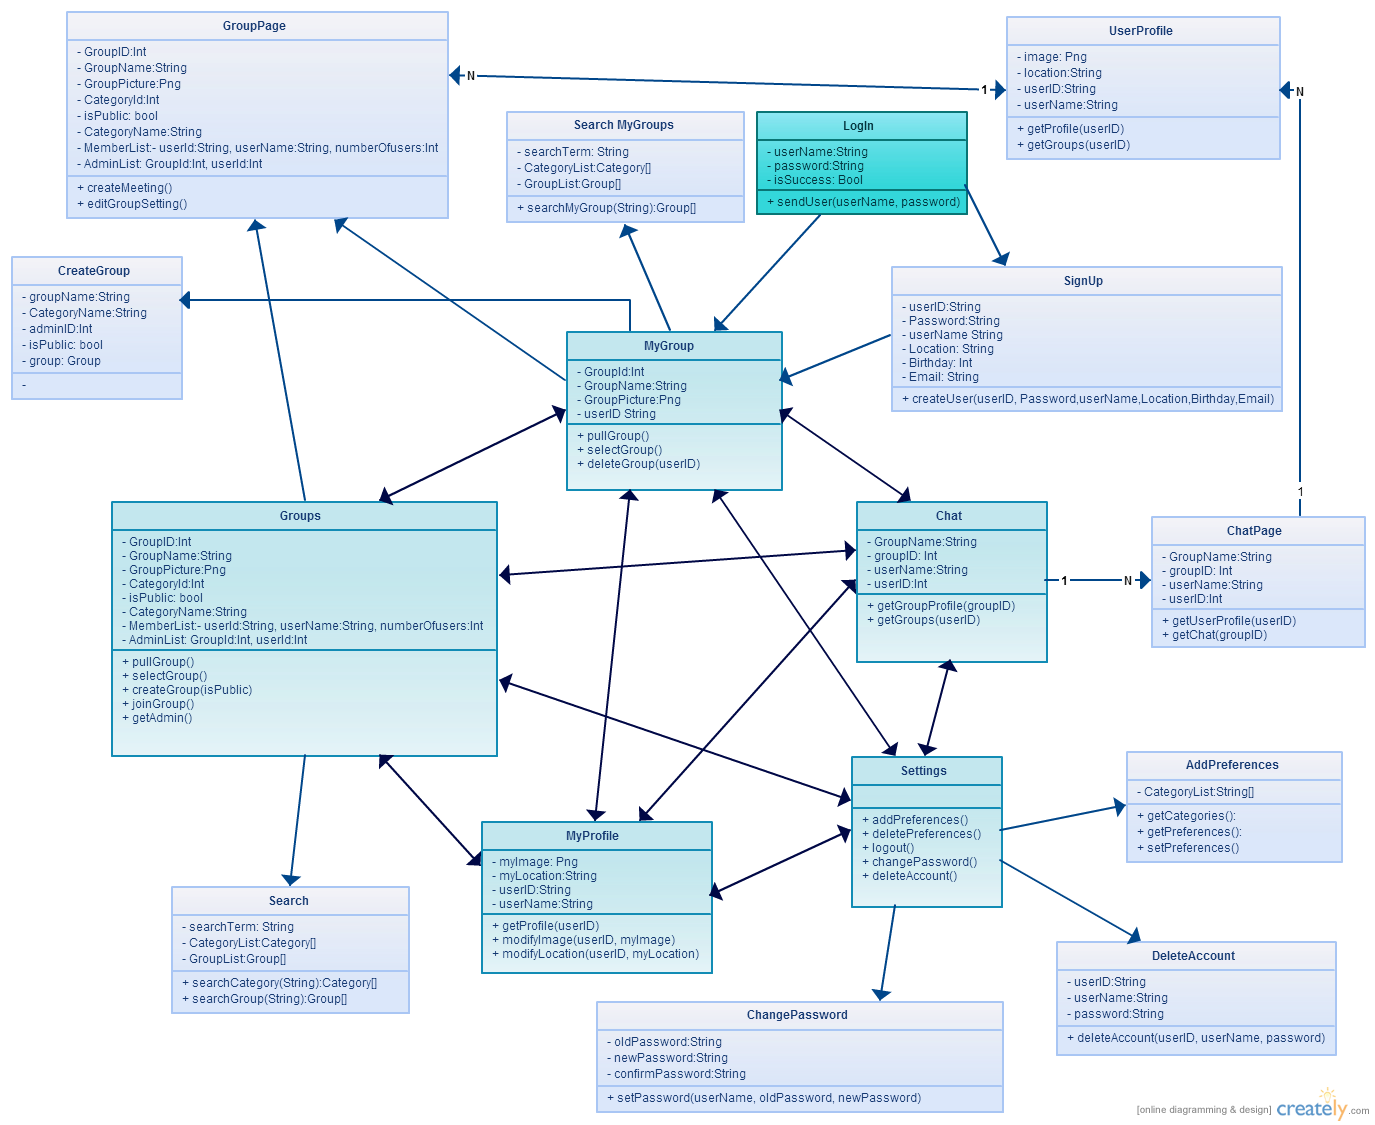 GroupPage
- GroupID:Int
- GroupName:String
- GroupPicture:Png
- CategoryId:Int
- isPublic: bool
- CategoryName:String
- MemberList:- userId:String, userName:String, numberOfusers:Int
- AdminList: GroupId:Int, userId:Int
+ createMeeting()
+ editGroupSetting()
N
1
UserProfile
- image: Png
- location:String
- userID:String
- userName:String
+ getProfile(userID)
+ getGroups(userID)
N
1
Search MyGroups
- searchTerm: String
- CategoryList:Category[]
- GroupList:Group[]
+ searchMyGroup(String):Group[]
LogIn
- userName:String
- password:String
- isSuccess: Bool
+ sendUser(userName, password)
CreateGroup
- groupName:String
- CategoryName:String
- adminID:Int
- isPublic: bool
- group: Group
-
SignUp
- userID:String
- Password:String
- userName String
- Location: String
- Birthday: Int
- Email: String
+ createUser(userID, Password,userName,Location,Birthday,Email)
MyGroup
- GroupId:Int
- GroupName:String
- GroupPicture:Png
- userID String
+ pullGroup()
+ selectGroup()
+ deleteGroup(userID)
Groups
- GroupID:Int
- GroupName:String
- GroupPicture:Png
- CategoryId:Int
- isPublic: bool
- CategoryName:String
- MemberList:- userId:String, userName:String, numberOfusers:Int
- AdminList: GroupId:Int, userId:Int
+ pullGroup()
+ selectGroup()
+ createGroup(isPublic)
+ joinGroup()
+ getAdmin()
Chat
- GroupName:String
- groupID: Int
- userName:String
- userID:Int
+ getGroupProfile(groupID)
+ getGroups(userID)
1
N
ChatPage
- GroupName:String
- groupID: Int
- userName:String
- userID:Int
+ getUserProfile(userID)
+ getChat(groupID)
Settings
+ addPreferences()
+ deletePreferences()
+ logout()
+ changePassword()
+ deleteAccount()
AddPreferences
- CategoryList:String[]
+ getCategories():
+ getPreferences():
+ setPreferences()
MyProfile
- myImage: Png
- myLocation:String
- userID:String
- userName:String
+ getProfile(userID)
+ modifyImage(userID, myImage)
+ modifyLocation(userID, myLocation)
Search
- searchTerm: String
- CategoryList:Category[]
- GroupList:Group[]
+ searchCategory(String):Category[]
+ searchGroup(String):Group[]
DeleteAccount
- userID:String
- userName:String
- password:String
+ deleteAccount(userID, userName, password)
ChangePassword
- oldPassword:String
- newPassword:String
- confirmPassword:String
+ setPassword(userName, oldPassword, newPassword)
[online diagramming & design] creately.com